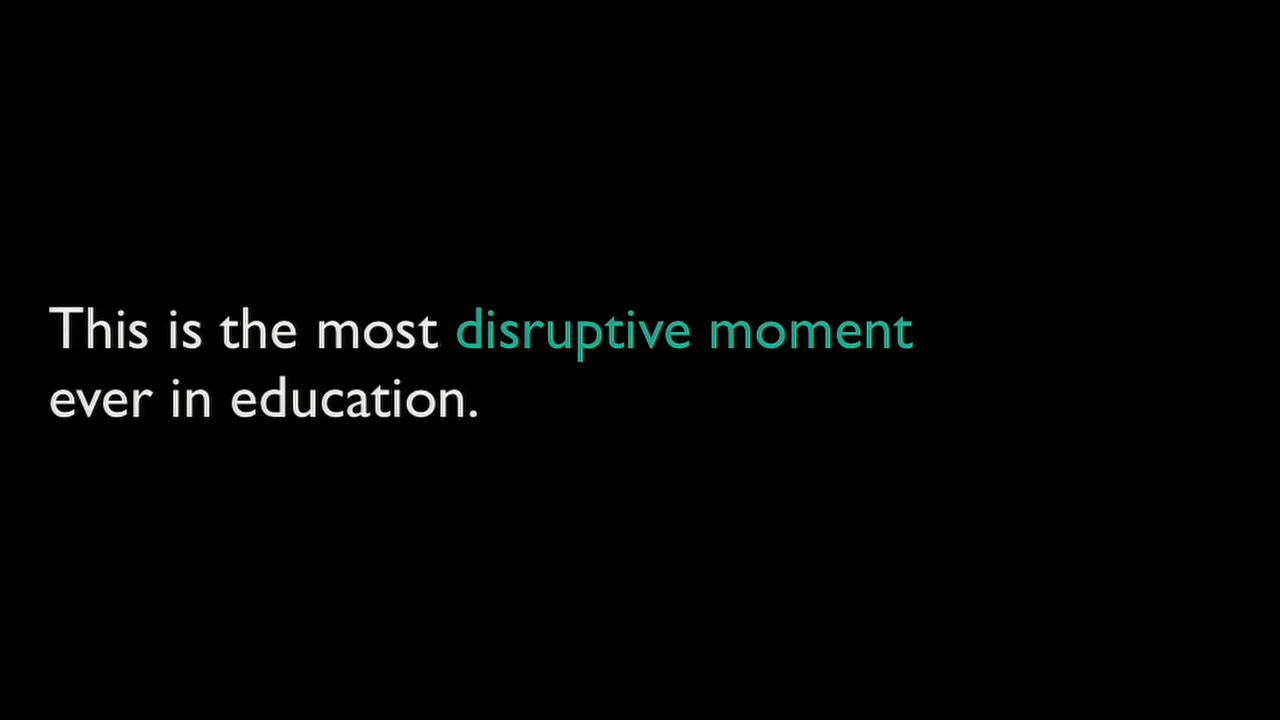 This is the most disruptive moment
ever in education.